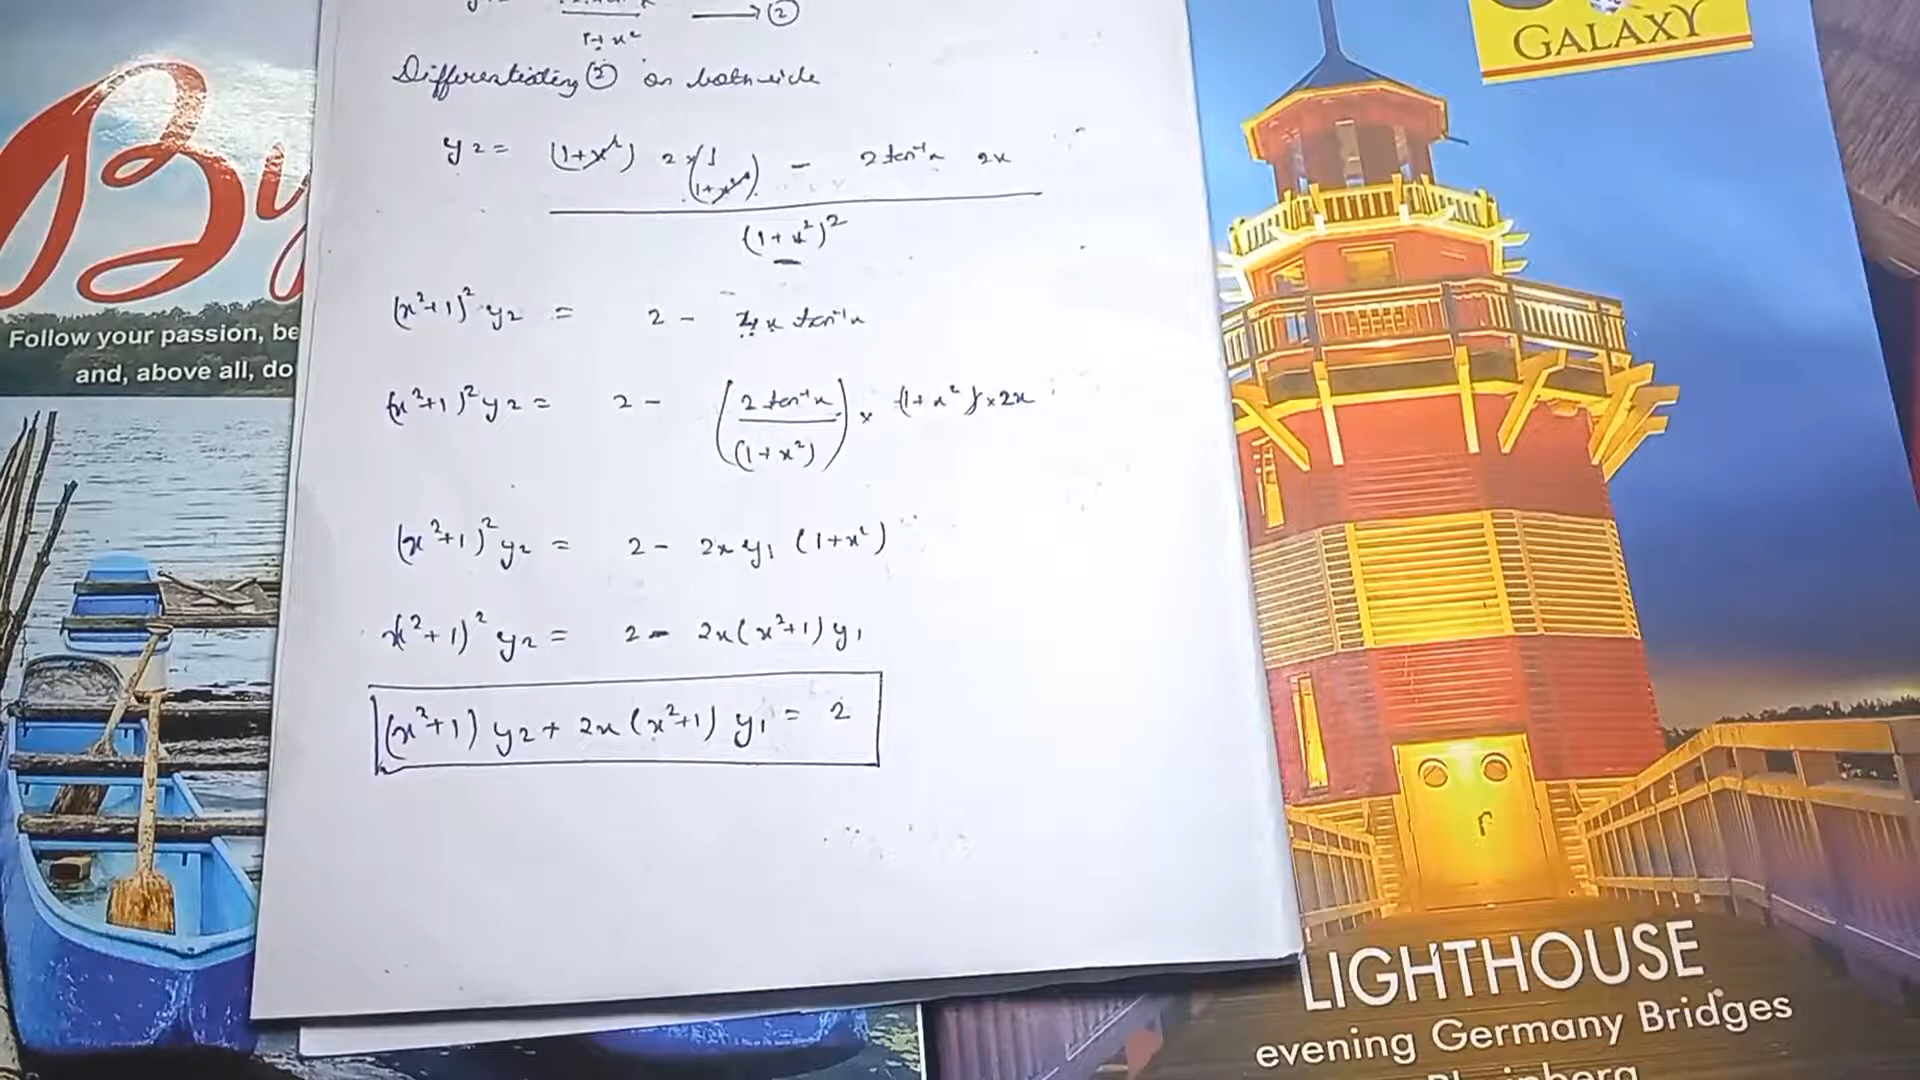 1+x² → ②
Differentiating ② on both side
y₂ = (1+x²) 2×(1/(1+x²)) − 2tan⁻¹x 2x
(1+x²)²
(x²+1)² y₂ = 2 − 4x tan⁻¹x
(x²+1)² y₂ = 2 − (2 tan⁻¹x/(1+x²)) × (1+x²) × 2x
(x²+1)² y₂ = 2 − 2x y₁ (1+x²)
(x²+1)² y₂ = 2 − 2x(x²+1) y₁
(x²+1) y₂ + 2x(x²+1) y₁ = 2
By
Follow your passion, be
and, above all, do
GALAXY
LIGHTHOUSE
evening Germany Bridges